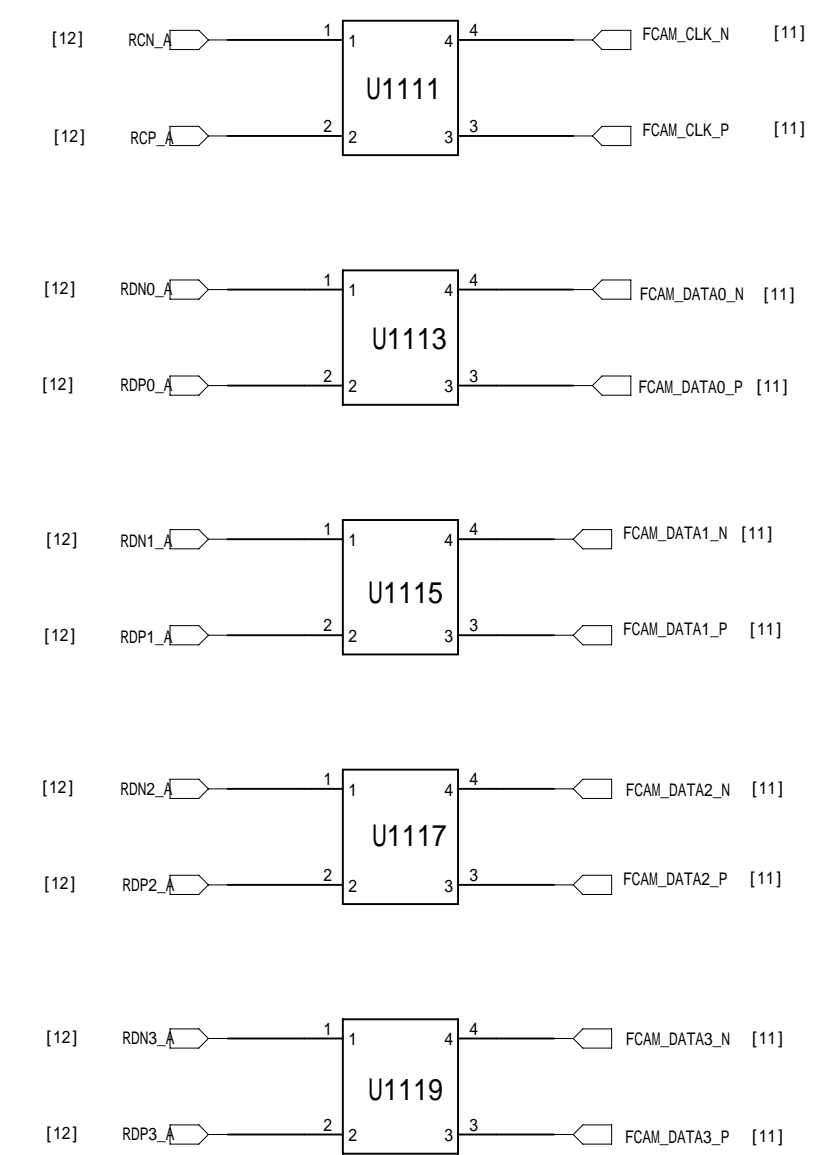 [12] RCN_A 1 1 4 4 FCAM_CLK_N [11]
U1111
[12] RCP_A 2 2 3 3 FCAM_CLK_P [11]
[12] RDN0_A 1 1 4 4 FCAM_DATA0_N [11]
U1113
[12] RDP0_A 2 2 3 3 FCAM_DATA0_P [11]
[12] RDN1_A 1 1 4 4 FCAM_DATA1_N [11]
U1115
[12] RDP1_A 2 2 3 3 FCAM_DATA1_P [11]
[12] RDN2_A 1 1 4 4 FCAM_DATA2_N [11]
U1117
[12] RDP2_A 2 2 3 3 FCAM_DATA2_P [11]
[12] RDN3_A 1 1 4 4 FCAM_DATA3_N [11]
U1119
[12] RDP3_A 2 2 3 3 FCAM_DATA3_P [11]